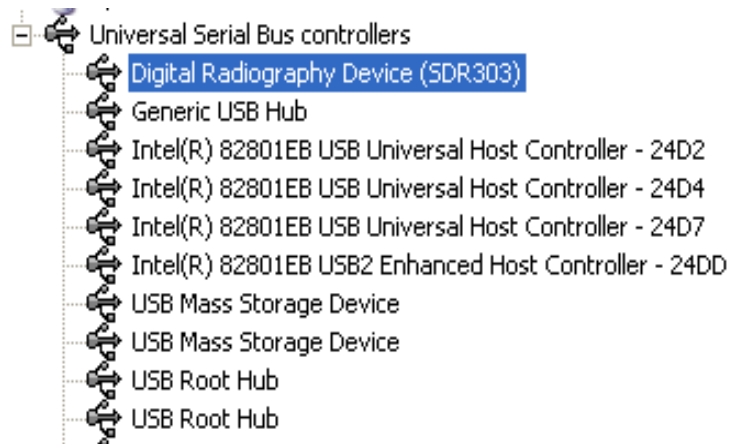 Universal Serial Bus controllers
Digital Radiography Device (SDR303)
Generic USB Hub
Intel(R) 82801EB USB Universal Host Controller - 24D2
Intel(R) 82801EB USB Universal Host Controller - 24D4
Intel(R) 82801EB USB Universal Host Controller - 24D7
Intel(R) 82801EB USB2 Enhanced Host Controller - 24DD
USB Mass Storage Device
USB Mass Storage Device
USB Root Hub
USB Root Hub